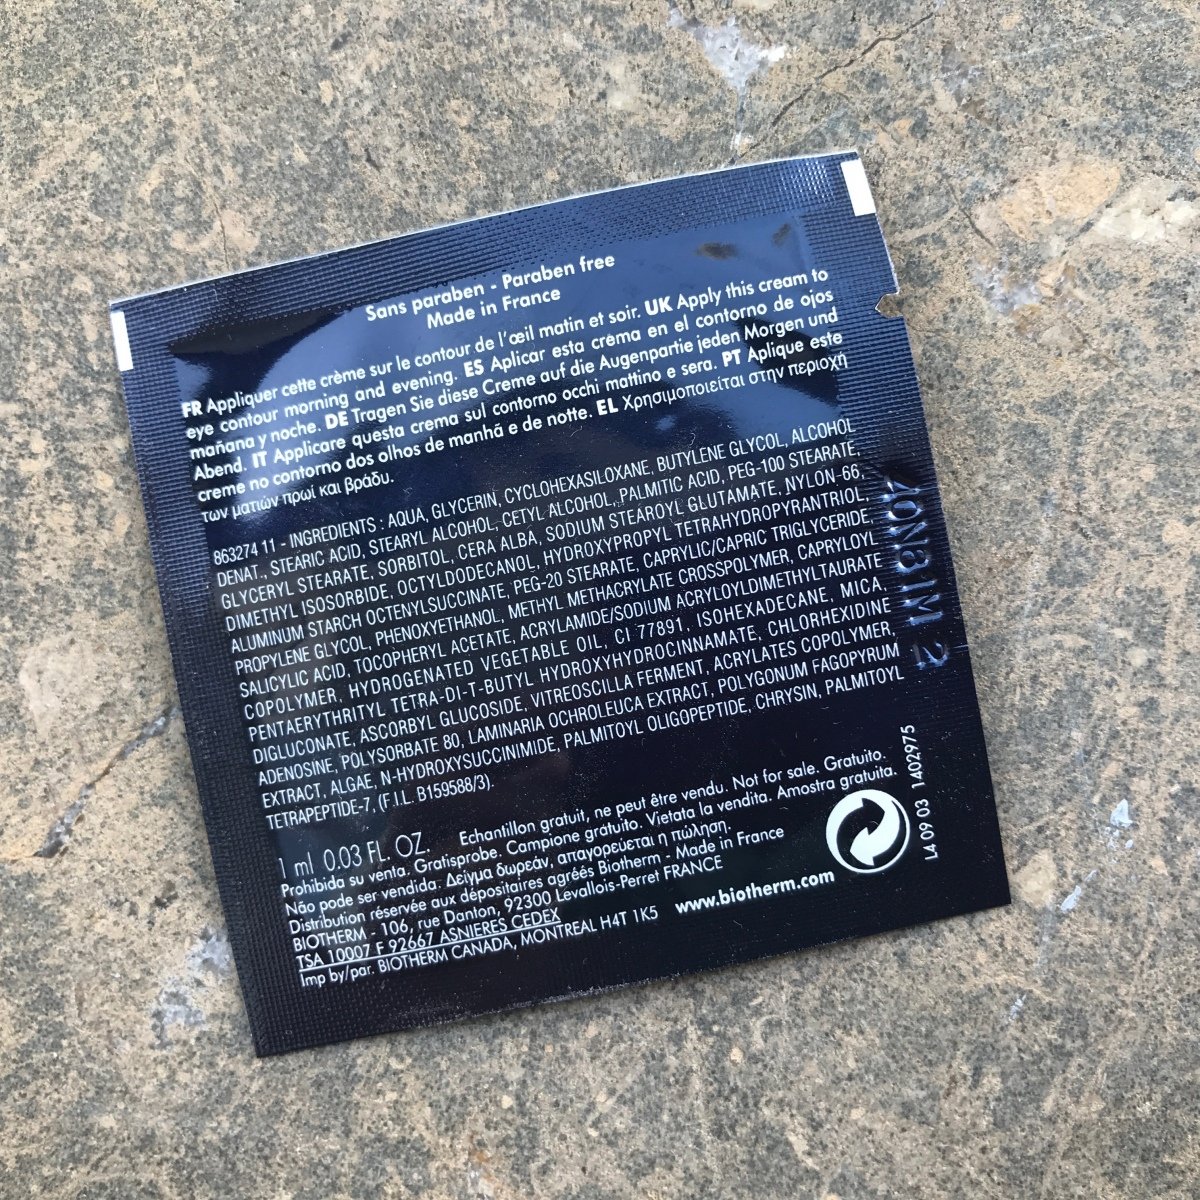 Sans paraben - Paraben free
Made in France
FR Appliquer cette crème sur le contour de l'œil matin et soir. UK Apply this cream to
eye contour morning and evening. ES Aplicar esta crèma en el contorno de ojos
mañana y noche. DE Tragen Sie diese Creme auf die Augenpartie jeden Morgen und
Abend. IT Applicare questa crema sul contorno occhi mattino e sera. PT Aplique este
creme no contorno dos olhos de manhã e de notte. EL Χρησιμοποιείται στην περιοχή
των ματιών πρωί και βράδυ.
863274 11 - INGREDIENTS : AQUA, GLYCERIN, CYCLOHEXASILOXANE, BUTYLENE GLYCOL, ALCOHOL
DENAT., STEARIC ACID, STEARYL ALCOHOL, CETYL ALCOHOL, PALMITIC ACID, PEG-100 STEARATE,
GLYCERYL STEARATE, SORBITOL, CERA ALBA, SODIUM STEAROYL GLUTAMATE, NYLON-66,
DIMETHYL ISOSORBIDE, OCTYLDODECANOL, HYDROXYPROPYL TETRAHYDROPYRANTRIOL,
ALUMINUM STARCH OCTENYLSUCCINATE, PEG-20 STEARATE, CAPRYLIC/CAPRIC TRIGLYCERIDE,
PROPYLENE GLYCOL, PHENOXYETHANOL, METHYL METHACRYLATE CROSSPOLYMER, CAPRYLOYL
SALICYLIC ACID, TOCOPHERYL ACETATE, ACRYLAMIDE/SODIUM ACRYLOYLDIMETHYLTAURATE
COPOLYMER, HYDROGENATED VEGETABLE OIL, CI 77891, ISOHEXADECANE, MICA,
PENTAERYTHRITYL TETRA-DI-T-BUTYL HYDROXYHYDROCINNAMATE, CHLORHEXIDINE
DIGLUCONATE, ASCORBYL GLUCOSIDE, VITREOSCILLA FERMENT, ACRYLATES COPOLYMER,
ADENOSINE, POLYSORBATE 80, LAMINARIA OCHROLEUCA EXTRACT, POLYGONUM FAGOPYRUM
EXTRACT, ALGAE, N-HYDROXYSUCCINIMIDE, PALMITOYL OLIGOPEPTIDE, CHRYSIN, PALMITOYL
TETRAPEPTIDE-7, (F.I.L. B159588/3).
1 ml 0.03 FL. OZ. Echantillon gratuit, ne peut être vendu. Not for sale. Gratuito.
Prohibida su venta. Gratisprobe. Campione gratuito. Vietata la vendita. Amostra gratuita.
Não pode ser vendida. Δείγμα δωρεάν, απαγορεύεται η πώληση.
Distribution réservée aux dépositaires agréés Biotherm - Made in France
BIOTHERM - 106, rue Danton, 92300 Levallois-Perret FRANCE
TSA 10007 F 92667 ASNIERES CEDEX
Imp by/par. BIOTHERM CANADA, MONTREAL H4T 1K5 www.biotherm.com
L4 09 03 1402975